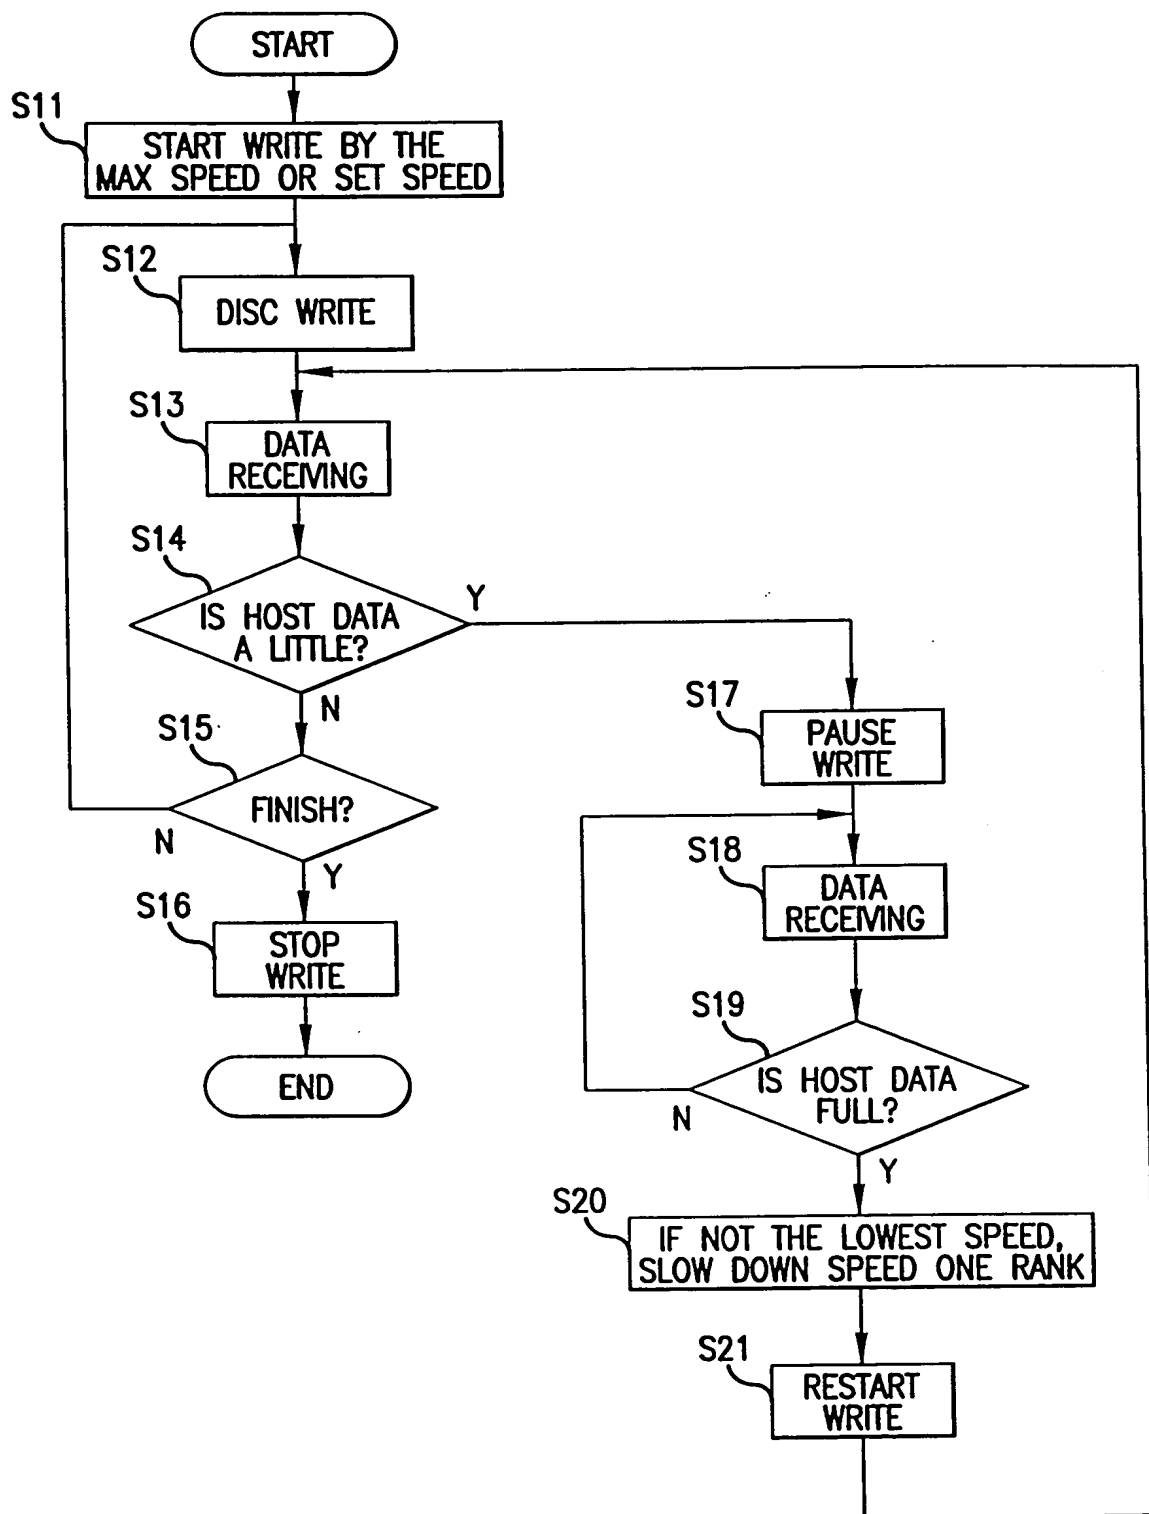 START
S11
START WRITE BY THE
MAX SPEED OR SET SPEED
S12
DISC WRITE
S13
DATA
RECEIVING
S14
IS HOST DATA
A LITTLE?
Y
N
S15
FINISH?
N
Y
S16
STOP
WRITE
END
S17
PAUSE
WRITE
S18
DATA
RECEIVING
S19
IS HOST DATA
FULL?
N
Y
S20
IF NOT THE LOWEST SPEED,
SLOW DOWN SPEED ONE RANK
S21
RESTART
WRITE